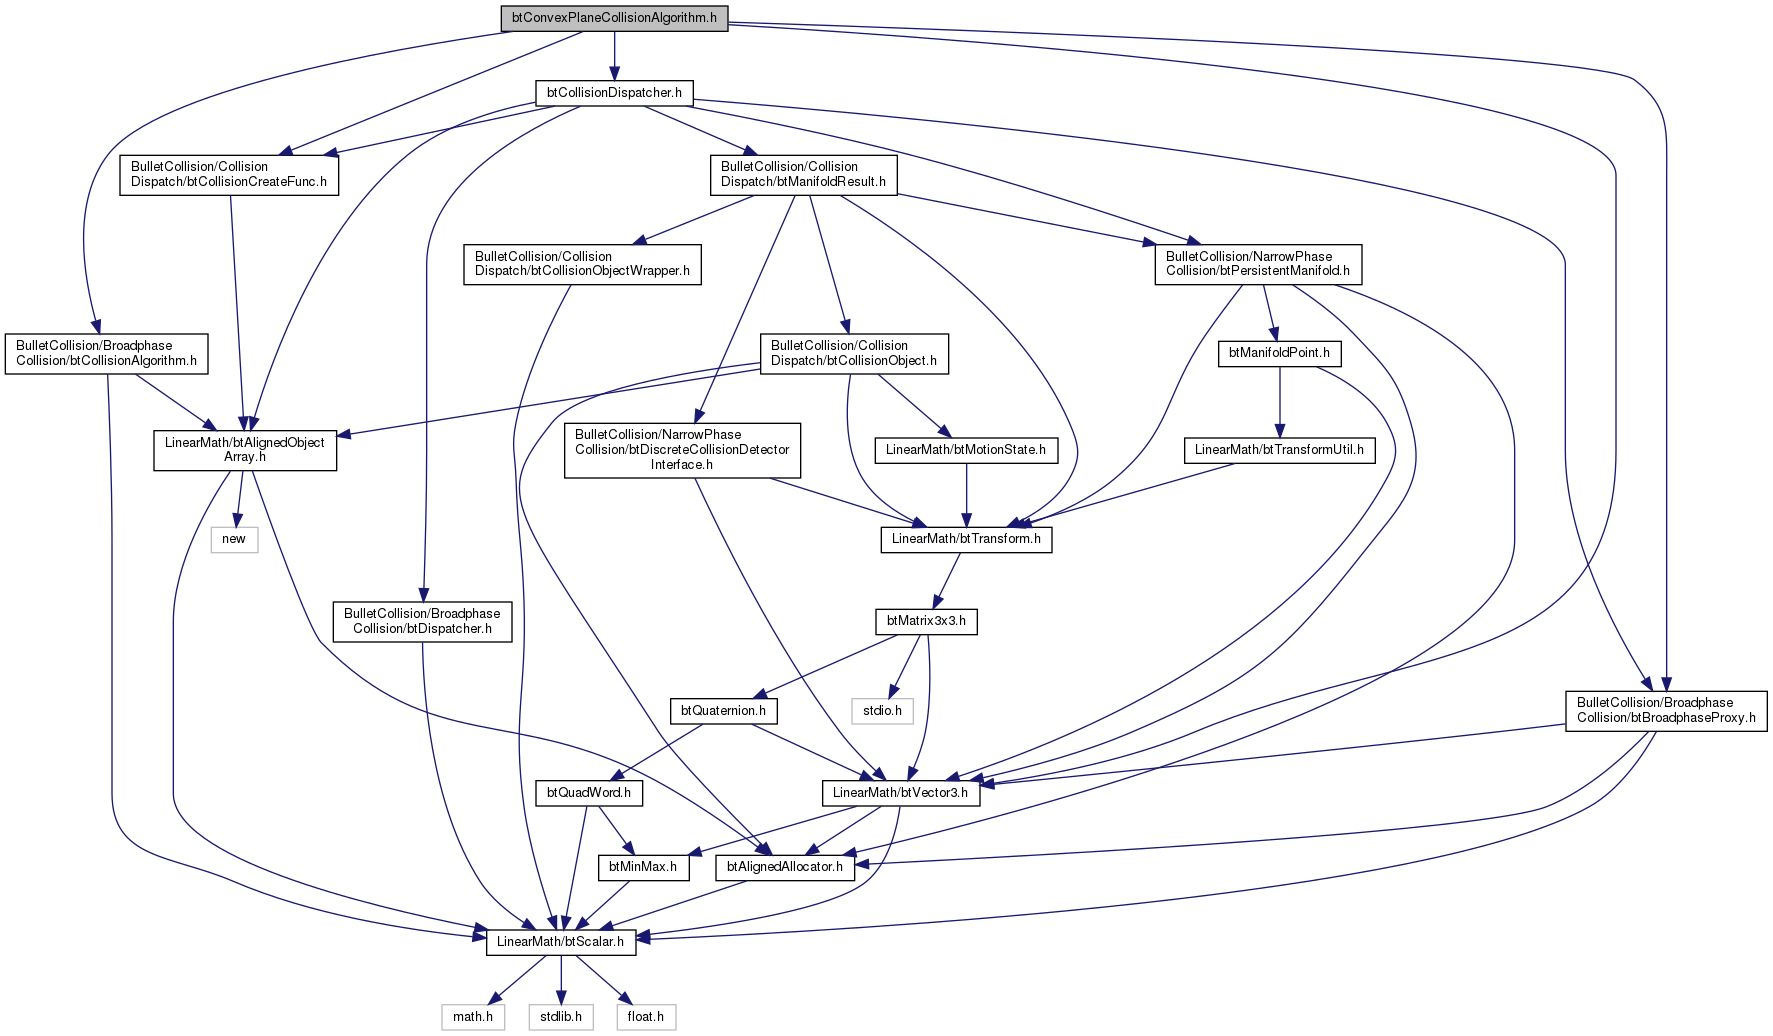 btConvexPlaneCollisionAlgorithm.h
btCollisionDispatcher.h
BulletCollision/Collision
Dispatch/btCollisionCreateFunc.h
BulletCollision/Collision
Dispatch/btManifoldResult.h
BulletCollision/Collision
Dispatch/btCollisionObjectWrapper.h
BulletCollision/NarrowPhase
Collision/btPersistentManifold.h
BulletCollision/Broadphase
Collision/btCollisionAlgorithm.h
BulletCollision/Collision
Dispatch/btCollisionObject.h
btManifoldPoint.h
LinearMath/btAlignedObject
Array.h
BulletCollision/NarrowPhase
Collision/btDiscreteCollisionDetector
Interface.h
LinearMath/btMotionState.h
LinearMath/btTransformUtil.h
new
LinearMath/btTransform.h
BulletCollision/Broadphase
Collision/btDispatcher.h
btMatrix3x3.h
btQuaternion.h
stdio.h
BulletCollision/Broadphase
Collision/btBroadphaseProxy.h
btQuadWord.h
LinearMath/btVector3.h
btMinMax.h
btAlignedAllocator.h
LinearMath/btScalar.h
math.h
stdlib.h
float.h